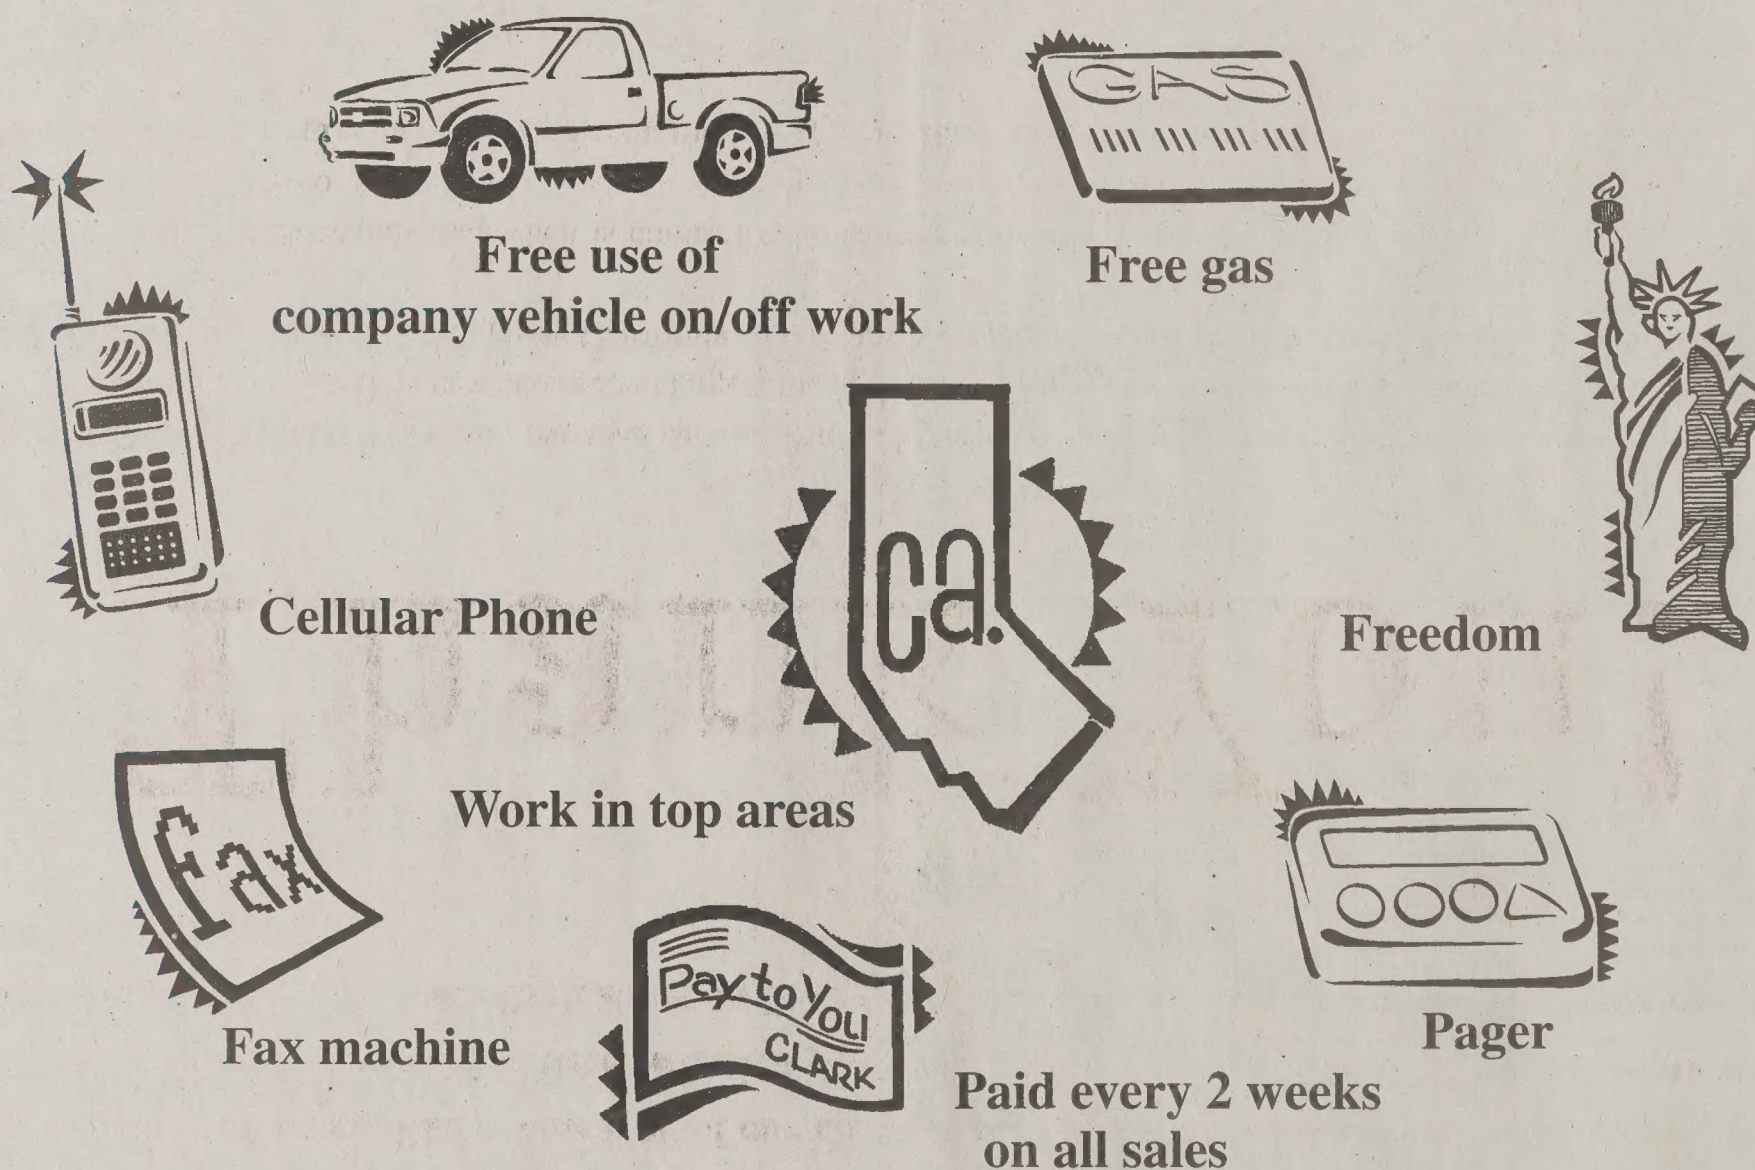 GAS
Free use of
company vehicle on/off work
Free gas
Ca.
Cellular Phone
Freedom
Work in top areas
fax
Pay to You
CLARK
Fax machine
Pager
Paid every 2 weeks
on all sales